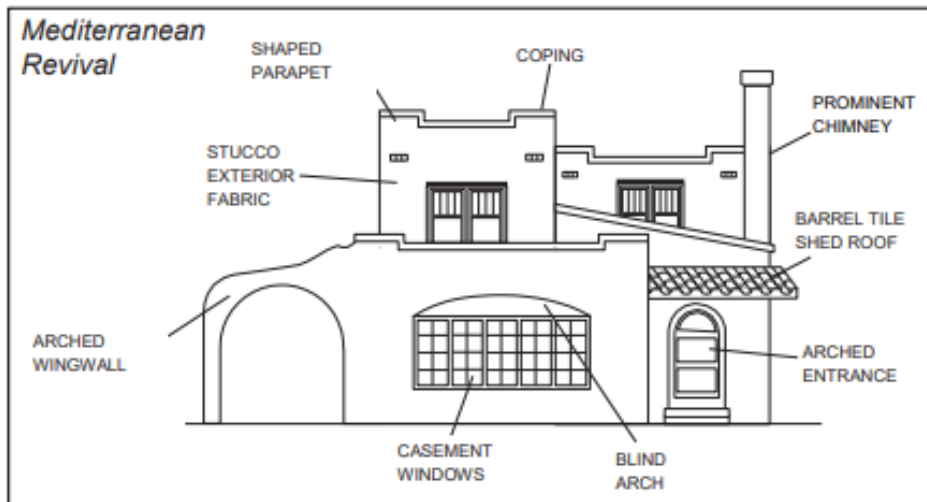 Mediterranean
Revival
SHAPED
PARAPET
COPING
PROMINENT
CHIMNEY
STUCCO
EXTERIOR
FABRIC
BARREL TILE
SHED ROOF
ARCHED
WINGWALL
ARCHED
ENTRANCE
CASEMENT
WINDOWS
BLIND
ARCH